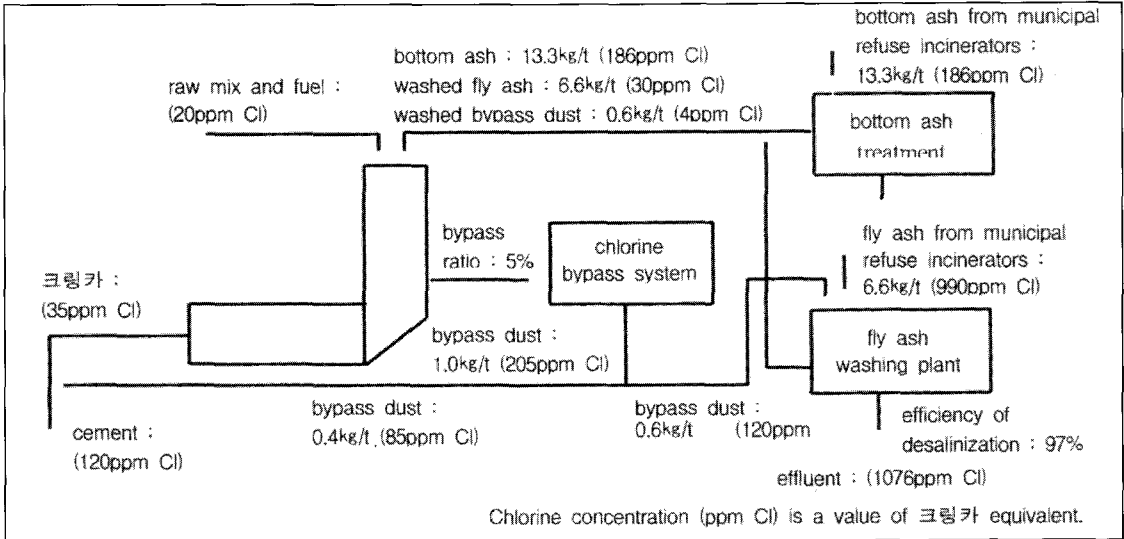 bottom ash from municipal
refuse incinerators :
13.3kg/t (186ppm Cl)
bottom ash : 13.3kg/t (186ppm Cl)
washed fly ash : 6.6kg/t (30ppm Cl)
washed bypass dust : 0.6kg/t (4ppm Cl)
raw mix and fuel :
(20ppm Cl)
bottom ash
treatment
bypass
ratio : 5%
chlorine
bypass system
fly ash from municipal
refuse incinerators :
6.6kg/t (990ppm Cl)
크링카 :
(35ppm Cl)
bypass dust :
1.0kg/t (205ppm Cl)
fly ash
washing plant
bypass dust :
0.4kg/t (85ppm Cl)
bypass dust :
0.6kg/t (120ppm
cement :
(120ppm Cl)
efficiency of
desalinization : 97%
effluent : (1076ppm Cl)
Chlorine concentration (ppm Cl) is a value of 크링카 equivalent.